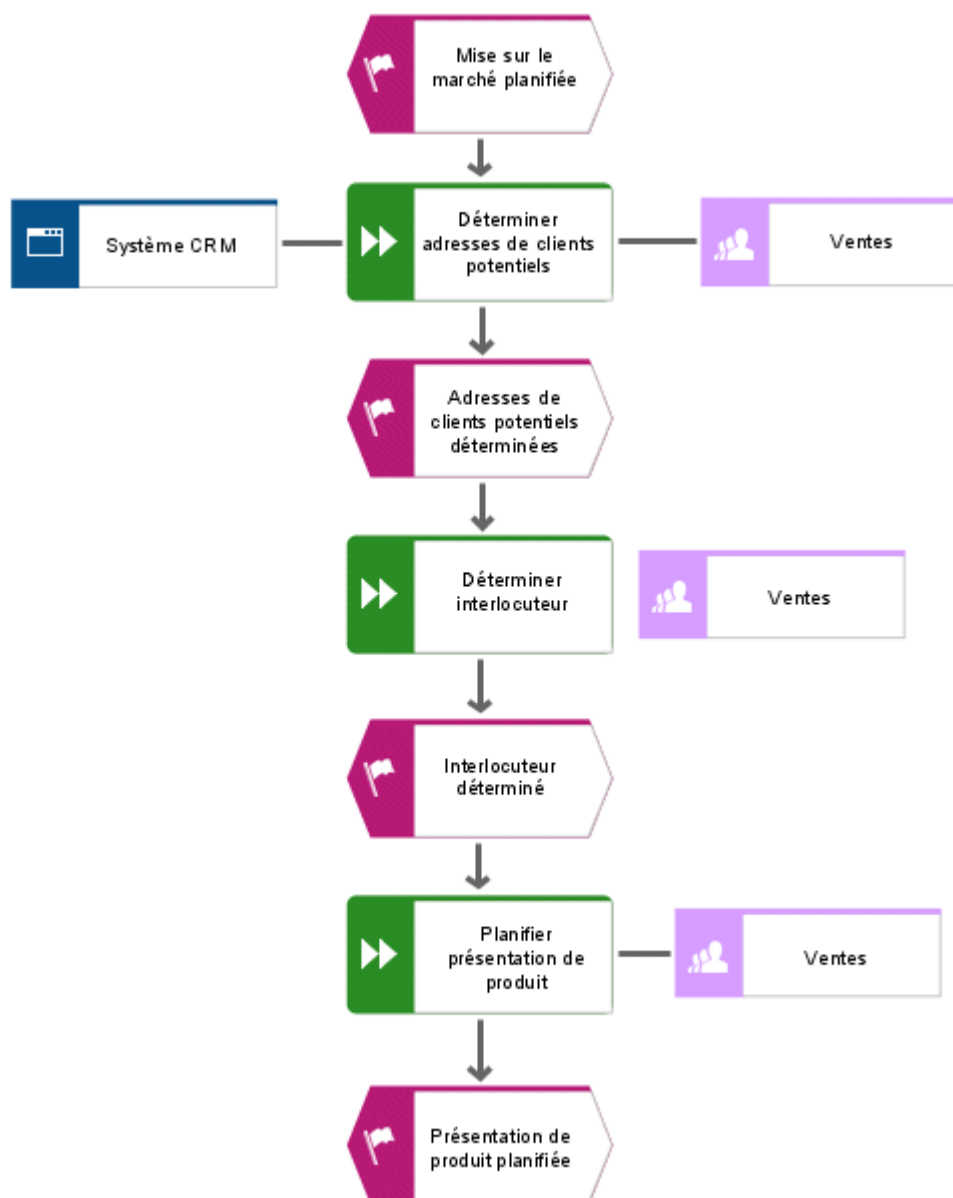 Mise sur le
marché planifiée
Système CRM
Déterminer
adresses de clients
potentiels
Ventes
Adresses de
clients potentiels
déterminées
Déterminer
interlocuteur
Ventes
Interlocuteur
déterminé
Planifier
présentation de
produit
Ventes
Présentation de
produit planifiée